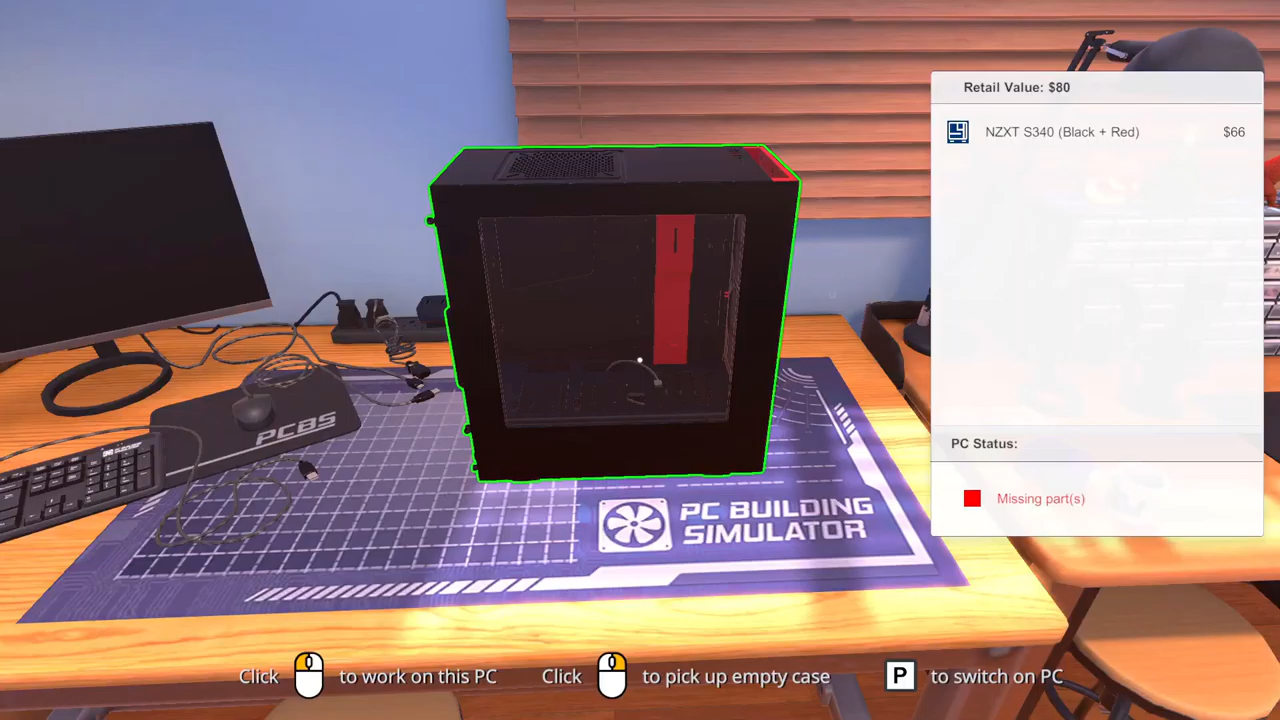 Retail Value: $80
NZXT S340 (Black + Red) $66
PCBS
PC BUILDING
SIMULATOR
PC Status:
Missing part(s)
Click to work on this PC Click to pick up empty case P to switch on PC